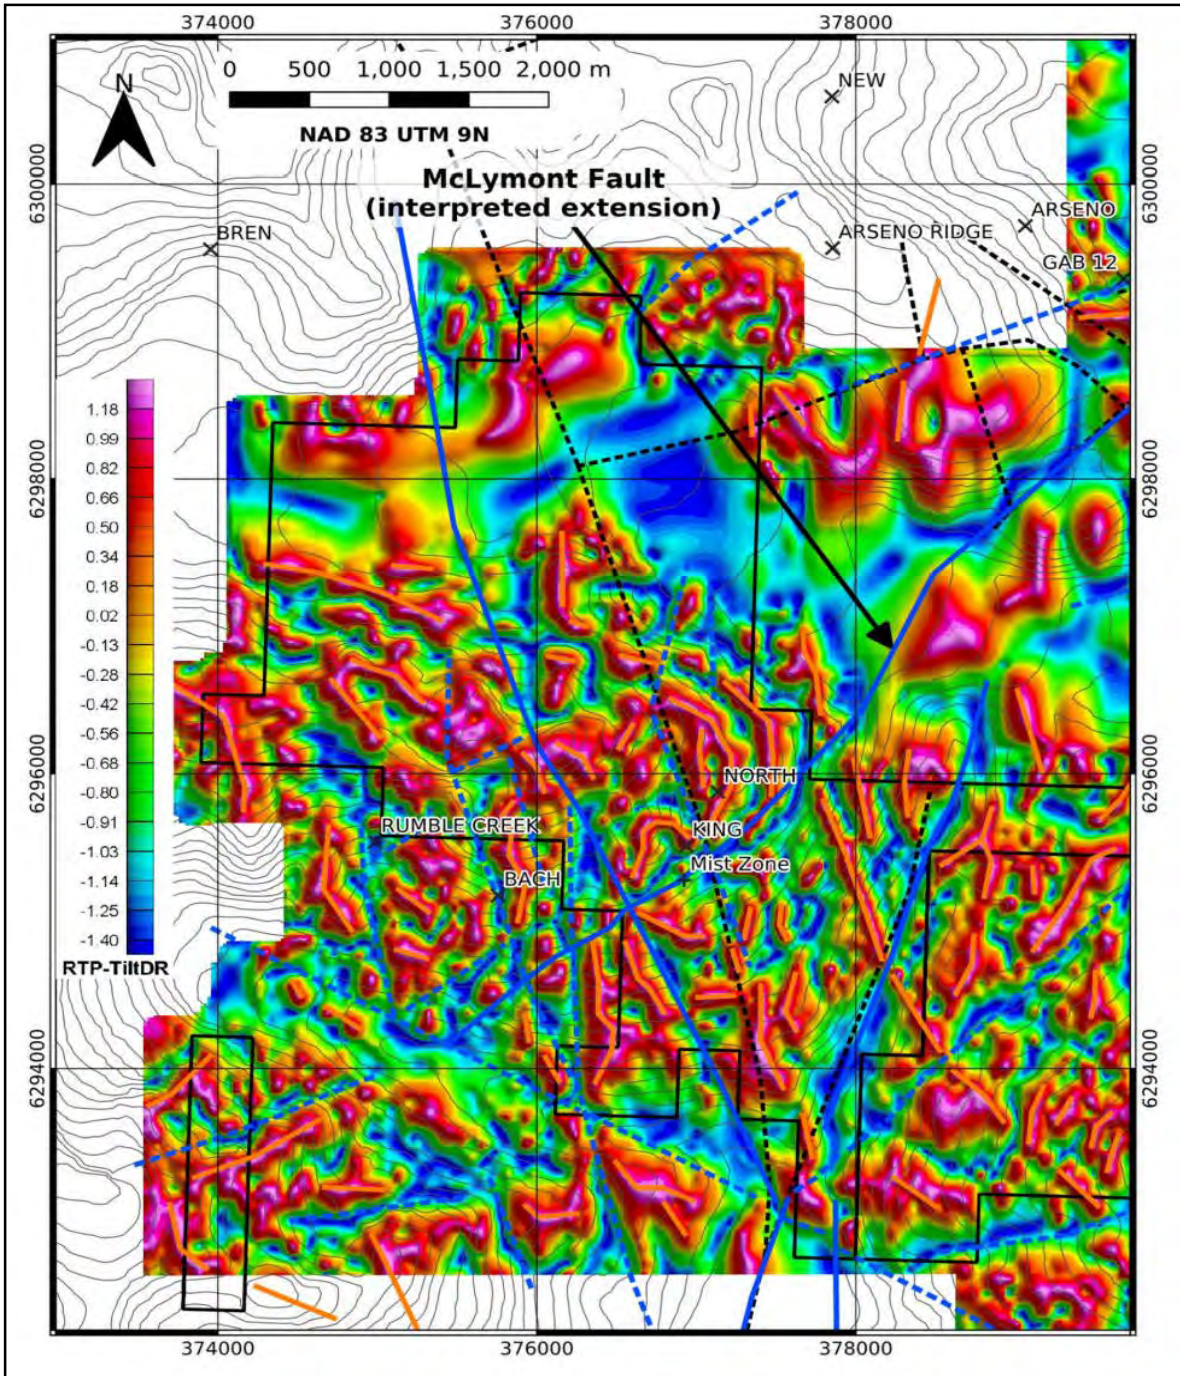 374000 376000 378000
N
0 500 1,000 1,500 2,000 m
NAD 83 UTM 9N
NEW
6300000
6300000
McLymont Fault
(interpreted extension)
BREN
ARSENO
ARSENO RIDGE
GAB 12
1.18
0.99
0.82
0.66
0.50
0.34
0.18
0.02
-0.13
-0.28
-0.42
-0.56
-0.68
-0.80
-0.91
-1.03
-1.14
-1.25
-1.40
RTP-TiltDR
6298000
6298000
6296000
6296000
NORTH
RUMBLE CREEK
KING
Mist Zone
BACH
6294000
6294000
374000 376000 378000